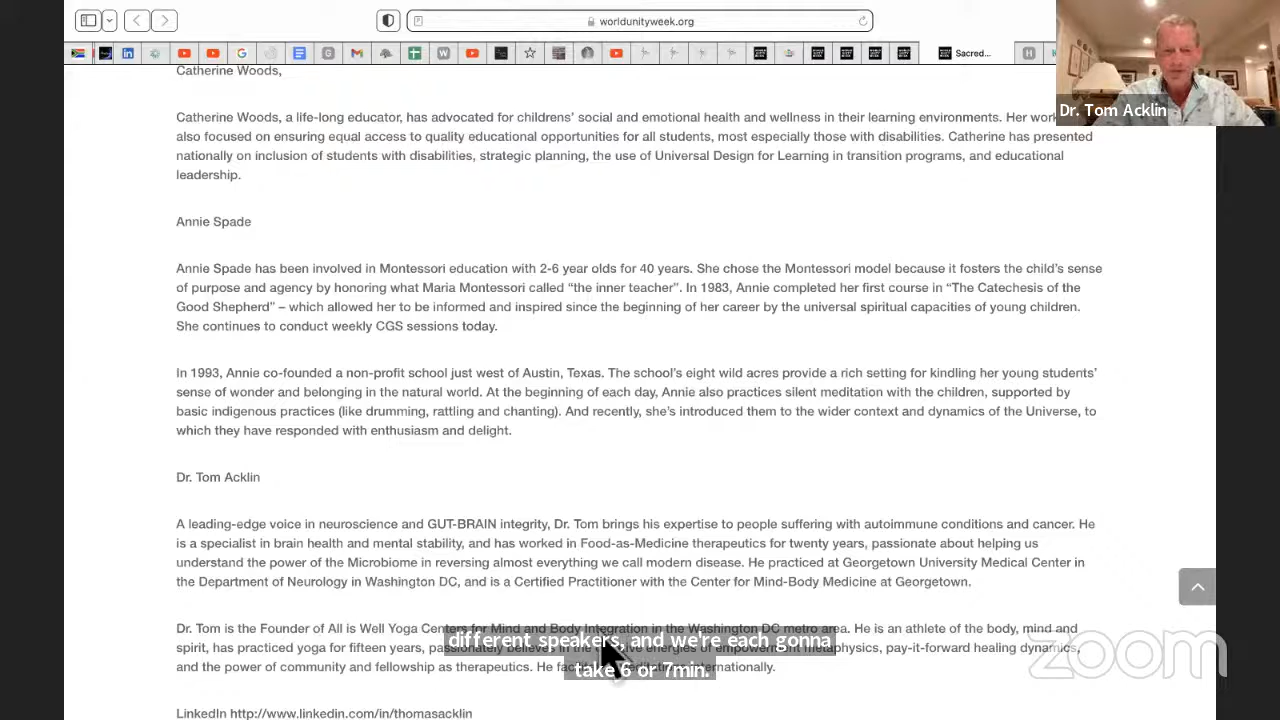 worldunityweek.org
Sacred...
Catherine Woods,
Catherine Woods, a life-long educator, has advocated for childrens' social and emotional health and wellness in their learning environments. Her wor
also focused on ensuring equal access to quality educational opportunities for all students, most especially those with disabilities. Catherine has presented
nationally on inclusion of students with disabilities, strategic planning, the use of Universal Design for Learning in transition programs, and educational
leadership.
Dr. Tom Acklin
Annie Spade
Annie Spade has been involved in Montessori education with 2-6 year olds for 40 years. She chose the Montessori model because it fosters the child's sense
of purpose and agency by honoring what Maria Montessori called “the inner teacher”. In 1983, Annie completed her first course in “The Catechesis of the
Good Shepherd” – which allowed her to be informed and inspired since the beginning of her career by the universal spiritual capacities of young children.
She continues to conduct weekly CGS sessions today.
In 1993, Annie co-founded a non-profit school just west of Austin, Texas. The school's eight wild acres provide a rich setting for kindling her young students'
sense of wonder and belonging in the natural world. At the beginning of each day, Annie also practices silent meditation with the children, supported by
basic indigenous practices (like drumming, rattling and chanting). And recently, she's introduced them to the wider context and dynamics of the Universe, to
which they have responded with enthusiasm and delight.
Dr. Tom Acklin
A leading-edge voice in neuroscience and GUT-BRAIN integrity, Dr. Tom brings his expertise to people suffering with autoimmune conditions and cancer. He
is a specialist in brain health and mental stability, and has worked in Food-as-Medicine therapeutics for twenty years, passionate about helping us
understand the power of the Microbiome in reversing almost everything we call modern disease. He practiced at Georgetown University Medical Center in
the Department of Neurology in Washington DC, and is a Certified Practitioner with the Center for Mind-Body Medicine at Georgetown.
Dr. Tom is the Founder of All is Well Yoga Centers for Mind and Body Integration in the Washington DC metro area. He is an athlete of the body, mind and
different speakers, and we're each gonna
spirit, has practiced yoga for fifteen years, passionately believes in the energies of empowerment metaphysics, pay-it-forward healing dynamics,
take 6 or 7min.
and the power of community and fellowship as therapeutics. He
zoom
LinkedIn http://www.linkedin.com/in/thomasacklin